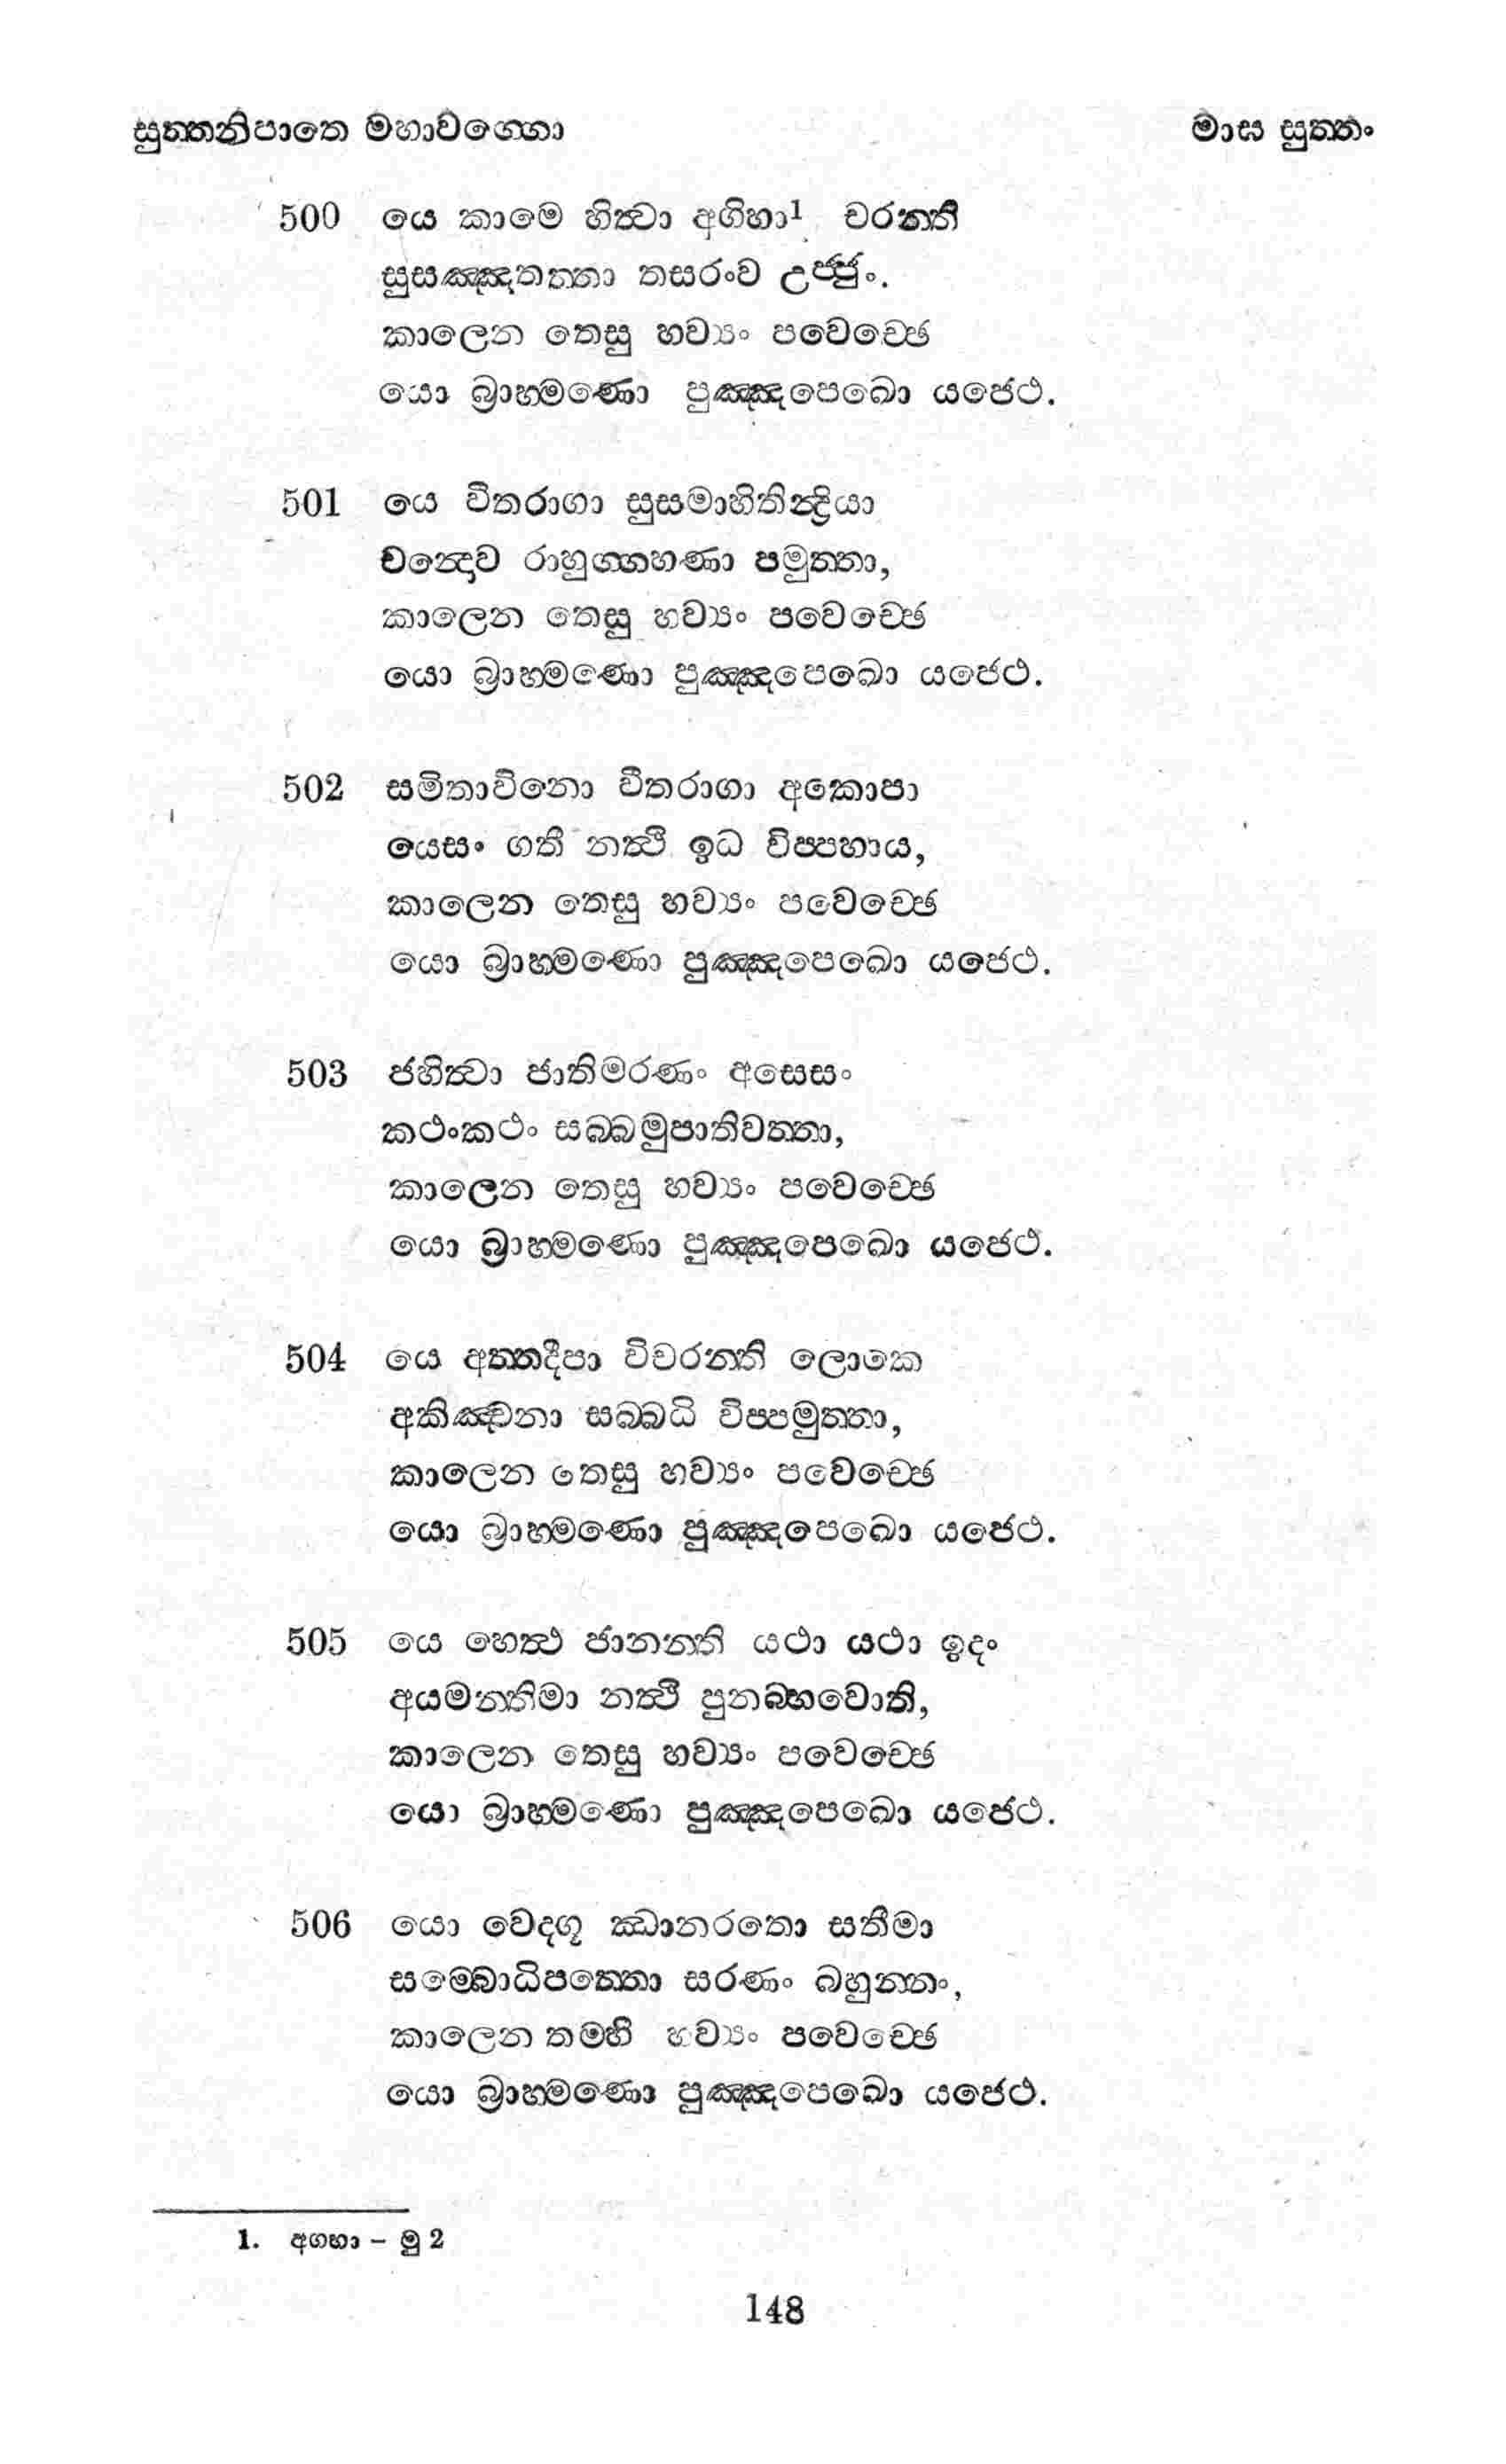 සුත්තනිපාතෙ මහාවග්ගො
මාඝ සුත්තං
500 යෙ කාමෙ හිත්වා අගිහා1 චරන්තී
සුසඤ්ඤතත්තා තසරංව උජ්ජුං.
කාලෙන තෙසු හව්‍යං පවෙච්ඡෙ
යො බ්‍රාහ්මණො පුඤ්ඤපෙඛො යජෙථ.
501 යෙ වීතරාගා සුසමාහිතින්ද්‍රියා
චන්දොව රාහුග්ගහණා පමුත්තා,
කාලෙන තෙසු හව්‍යං පවෙච්ඡෙ
යො බ්‍රාහ්මණො පුඤ්ඤපෙඛො යජෙථ.
502 සමිතාවිනො වීතරාගා අකොපා
යෙසං ගතී නත්ථි ඉධ විප්පහාය,
කාලෙන තෙසු හව්‍යං පවෙච්ඡෙ
යො බ්‍රාහ්මණො පුඤ්ඤපෙඛො යජෙථ.
503 ජහිත්වා ජාතිමරණං අසෙසං
කථංකථං සබ්බමුපාතිවත්තා,
කාලෙන තෙසු හව්‍යං පවෙච්ඡෙ
යො බ්‍රාහ්මණො පුඤ්ඤපෙඛො යජෙථ.
504 යෙ අත්තදීපා විචරන්ති ලොකෙ
අකිඤ්චනා සබ්බධි විප්පමුත්තා,
කාලෙන තෙසු හව්‍යං පවෙච්ඡෙ
යො බ්‍රාහ්මණො පුඤ්ඤපෙඛො යජෙථ.
505 යෙ හෙත්ථ ජානන්ති යථා යථා ඉදං
අයමන්තිමා නත්ථි පුනබ්භවොති,
කාලෙන තෙසු හව්‍යං පවෙච්ඡෙ
යො බ්‍රාහ්මණො පුඤ්ඤපෙඛො යජෙථ.
506 යො වෙදගූ ඣානරතො සතීමා
සම්බොධිපත්තො සරණං බහුන්නං,
කාලෙන තම්හි හව්‍යං පවෙච්ඡෙ
යො බ්‍රාහ්මණො පුඤ්ඤපෙඛො යජෙථ.
1. අගහා – මු 2
148